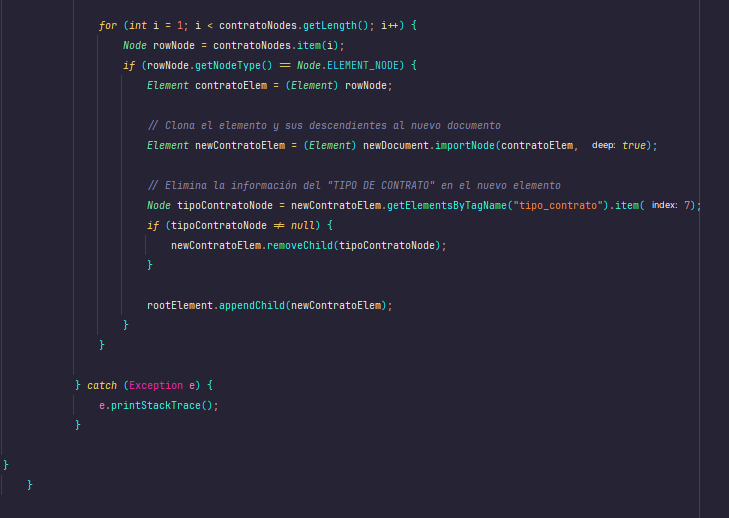 for (int i = 1; i < contratoNodes.getLength(); i++) {
Node rowNode = contratoNodes.item(i);
if (rowNode.getNodeType() == Node.ELEMENT_NODE) {
Element contratoElem = (Element) rowNode;
// Clona el elemento y sus descendientes al nuevo documento
Element newContratoElem = (Element) newDocument.importNode(contratoElem, deep: true);
// Elimina la información del "TIPO DE CONTRATO" en el nuevo elemento
Node tipoContratoNode = newContratoElem.getElementsByTagName("tipo_contrato").item( index: 7);
if (tipoContratoNode != null) {
newContratoElem.removeChild(tipoContratoNode);
}
rootElement.appendChild(newContratoElem);
}
}
} catch (Exception e) {
e.printStackTrace();
}
}
}